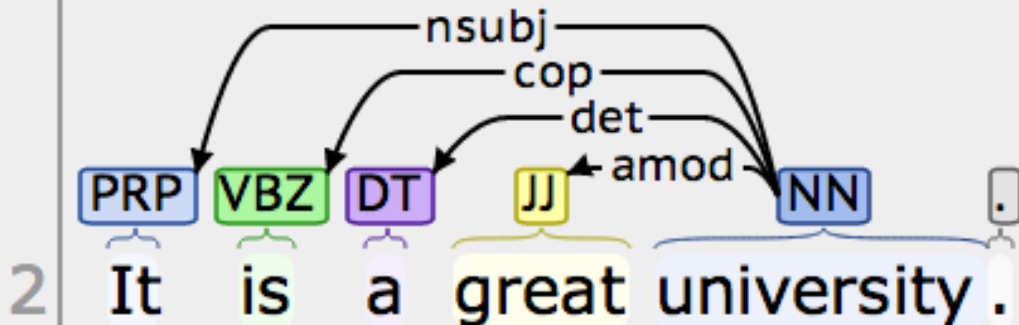 nsubj
cop
det
amod
PRP VBZ DT JJ NN .
2 It is a great university .